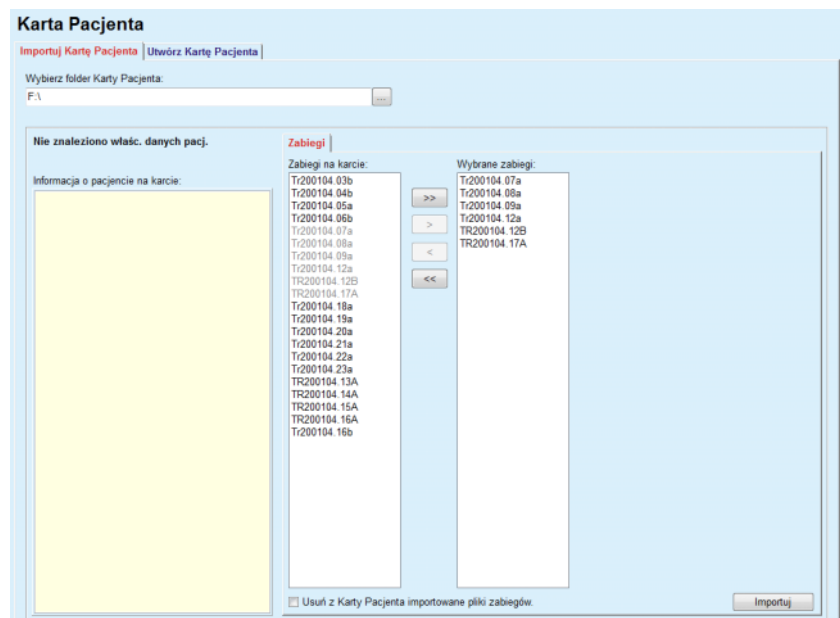 Karta Pacjenta
Importuj Kartę Pacjenta
Utwórz Kartę Pacjenta
Wybierz folder Karty Pacjenta:
F:\
...
Nie znaleziono właśc. danych pacj.
Informacja o pacjencie na karcie:
Zabiegi
Zabiegi na karcie:
Tr200104.03b
Tr200104.04b
Tr200104.05a
Tr200104.06b
Tr200104.07a
Tr200104.08a
Tr200104.09a
Tr200104.12a
TR200104.12B
TR200104.17A
Tr200104.18a
Tr200104.19a
Tr200104.20a
Tr200104.21a
Tr200104.22a
Tr200104.23a
TR200104.13A
TR200104.14A
TR200104.15A
TR200104.16A
Tr200104.16b
>>
>
<
<<
Wybrane zabiegi:
Tr200104.07a
Tr200104.08a
Tr200104.09a
Tr200104.12a
TR200104.12B
TR200104.17A
Usuń z Karty Pacjenta importowane pliki zabiegów.
Importuj